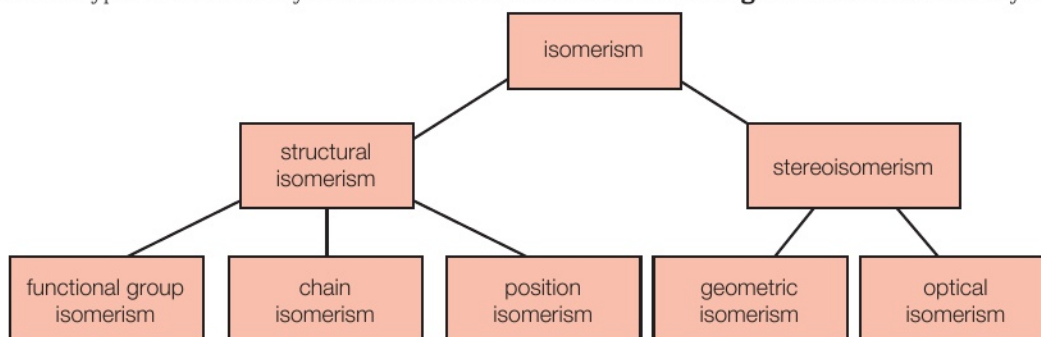 isomerism
structural
isomerism
stereoisomerism
functional group
isomerism
chain
isomerism
position
isomerism
geometric
isomerism
optical
isomerism